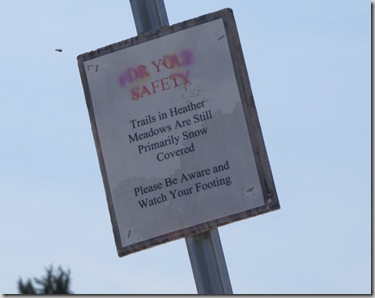 FOR YOUR
SAFETY
Trails in Heather
Meadows Are Still
Primarily Snow
Covered
Please Be Aware and
Watch Your Footing